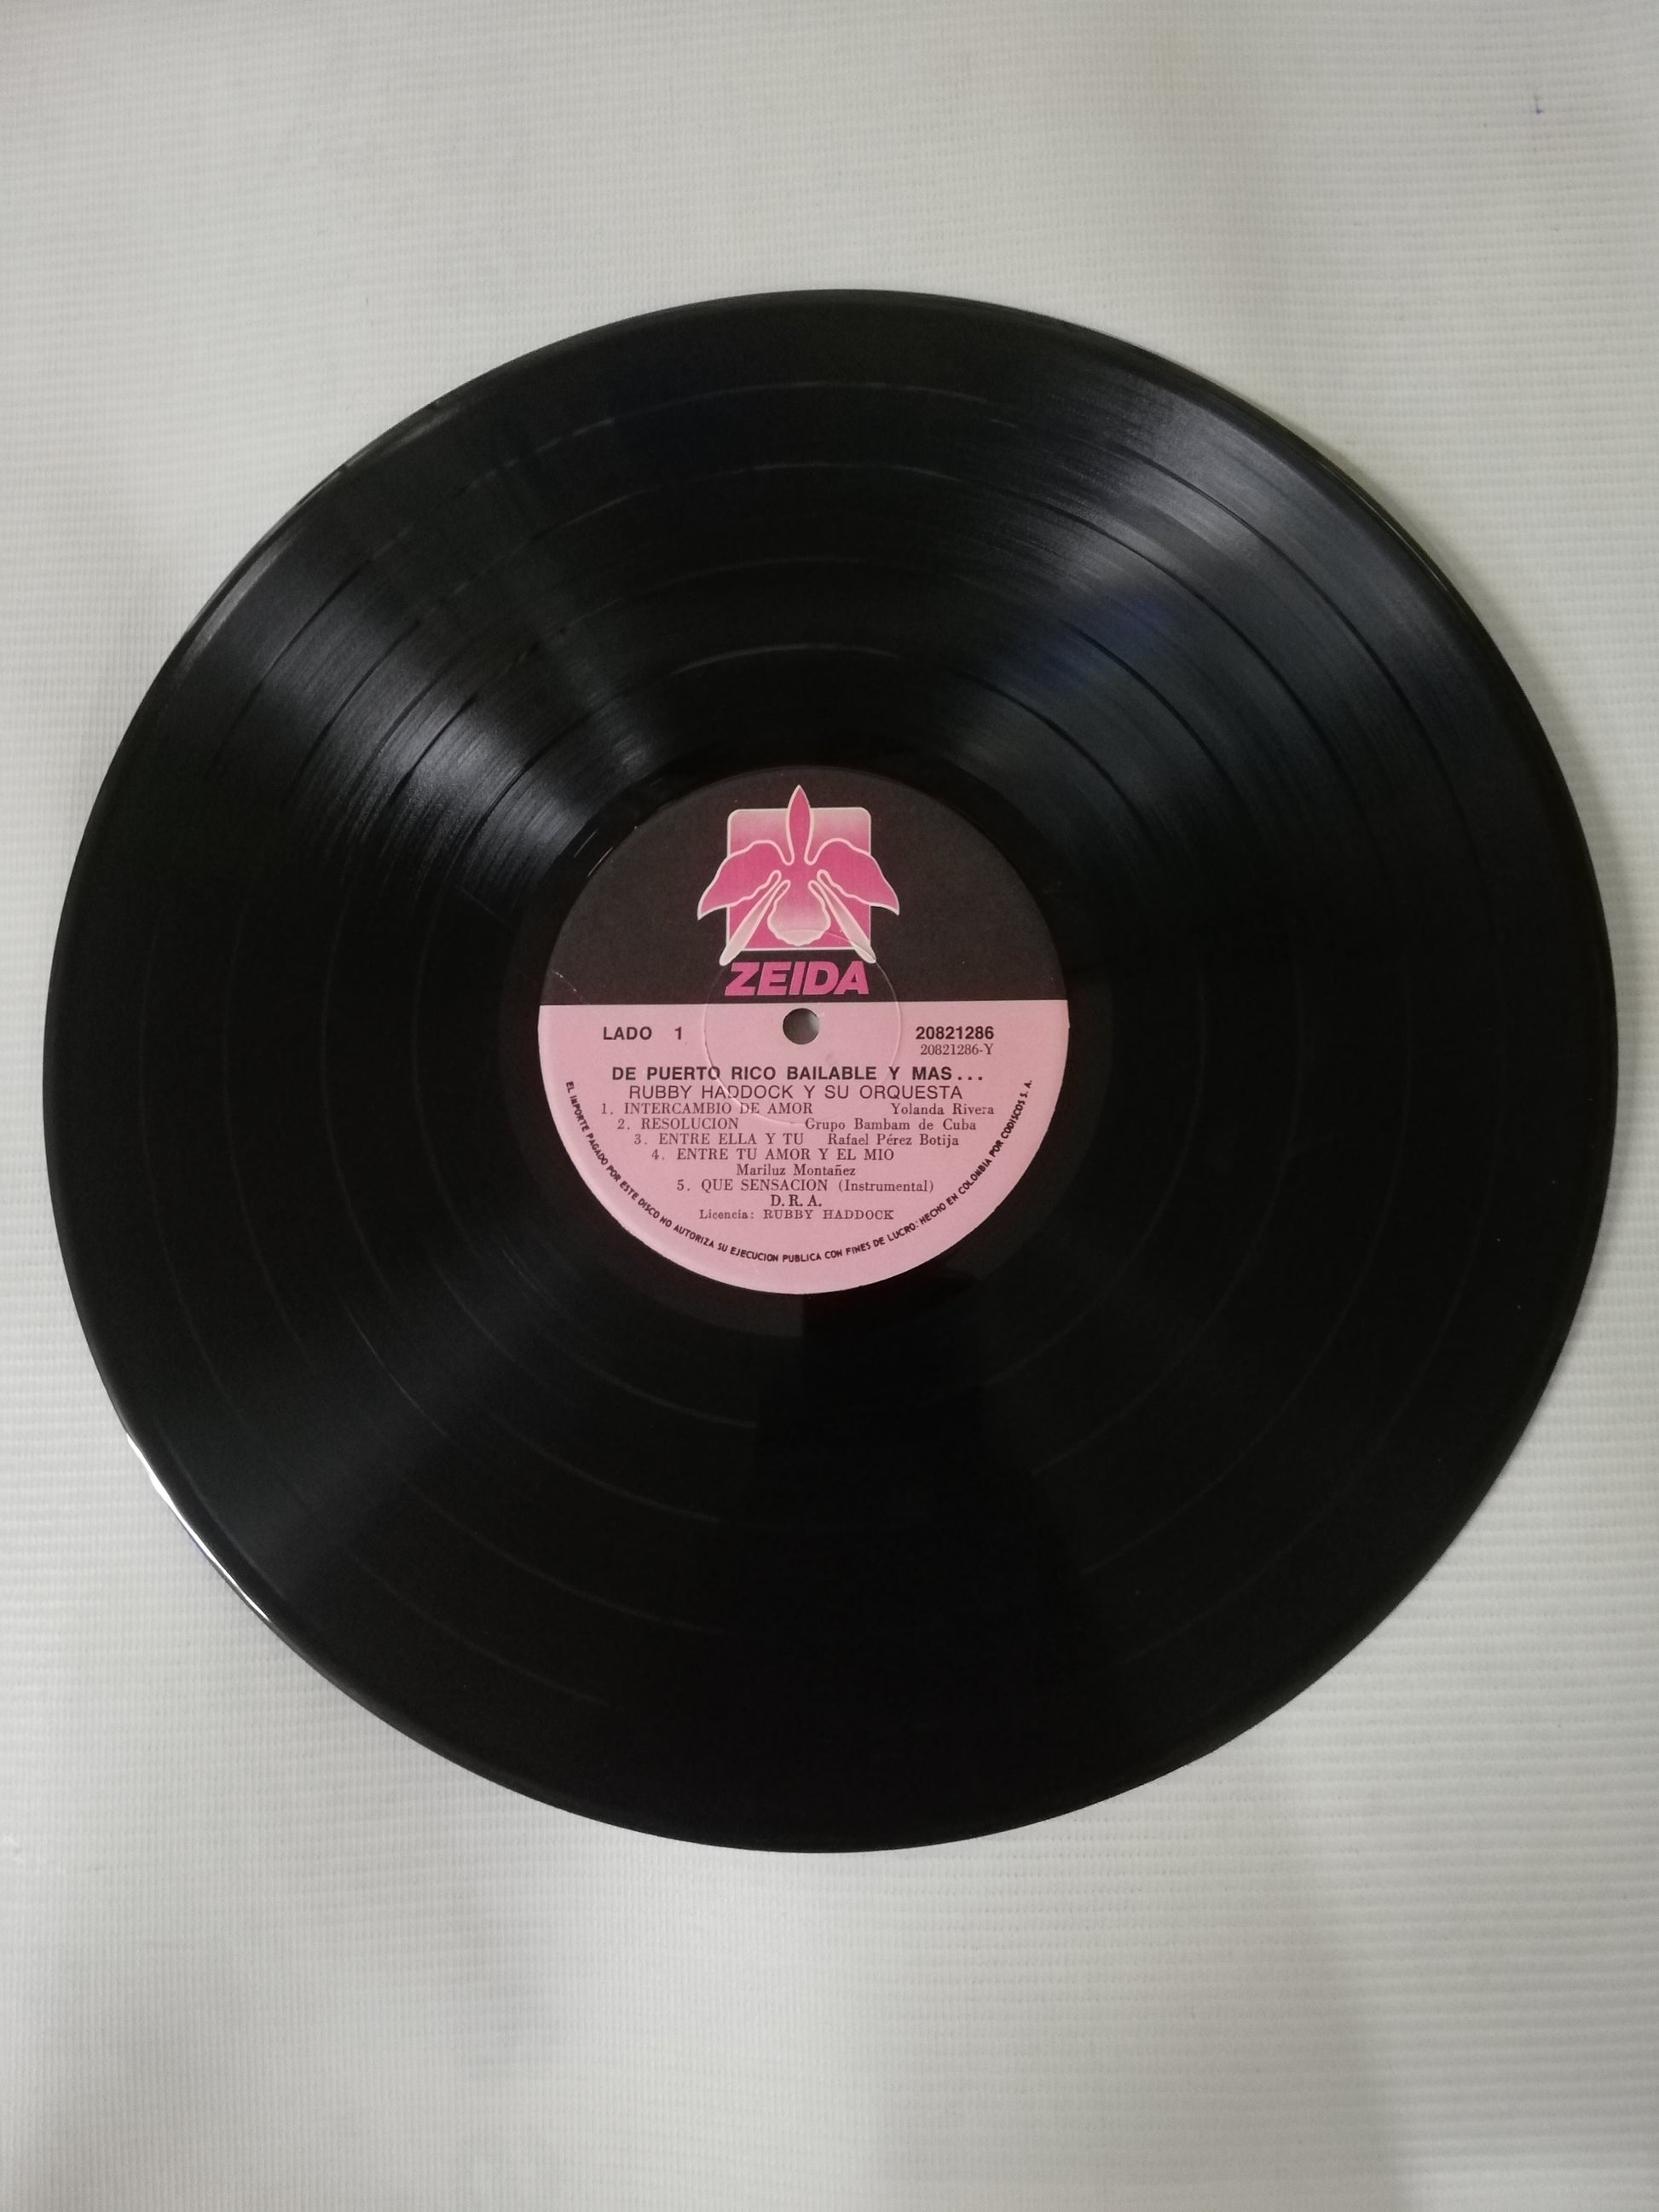 ZEIDA
LADO 1 20821286
20821286-Y
DE PUERTO RICO BAILABLE Y MAS...
RUBBY HADDOCK Y SU ORQUESTA
1. INTERCAMBIO DE AMOR Yolanda Rivera
2. RESOLUCION Grupo Bambam de Cuba
3. ENTRE ELLA Y TU Rafael Pérez Botija
4. ENTRE TU AMOR Y EL MIO
Mariluz Montañez
5. QUE SENSACION (Instrumental)
D.R.A.
Licencia: RUBBY HADDOCK
EL IMPORTE PAGADO POR ESTE DISCO NO AUTORIZA SU EJECUCION PUBLICA CON FINES DE LUCRO: HECHO EN COLOMBIA POR CODISCOS S. A.